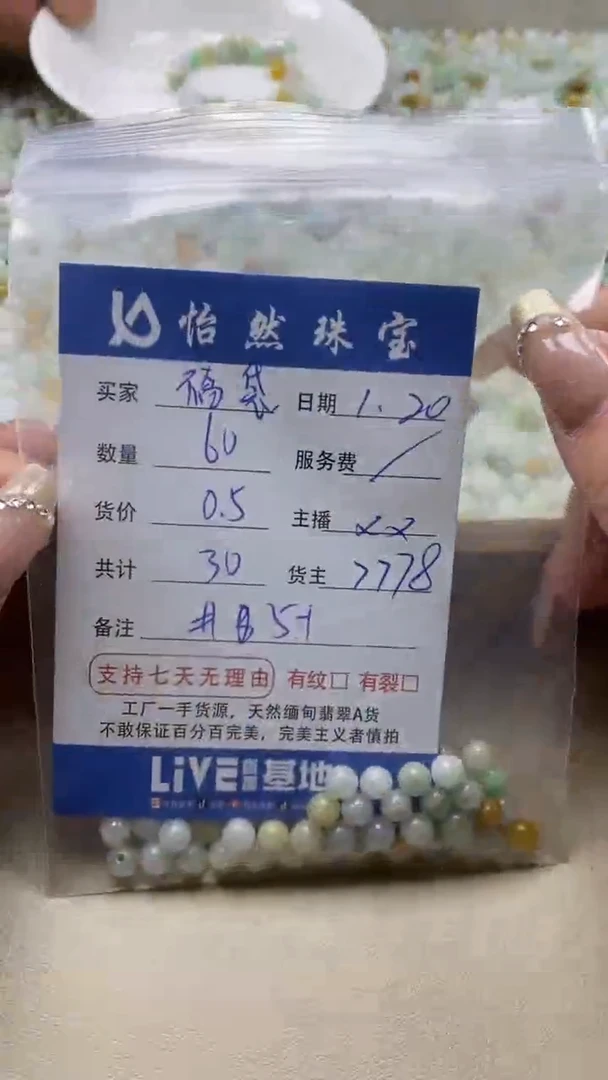 怡然珠宝
买家 碼袋 日期 1.20
数量 60 服务费 /
货价 0.5 主播 ㄨㄨ
共计 30 货主 7778
备注
支持七天无理由 有纹□ 有裂□
工厂一手货源，天然缅甸翡翠A货
不敢保证百分百完美，完美主义者慎拍
LiVE 基地